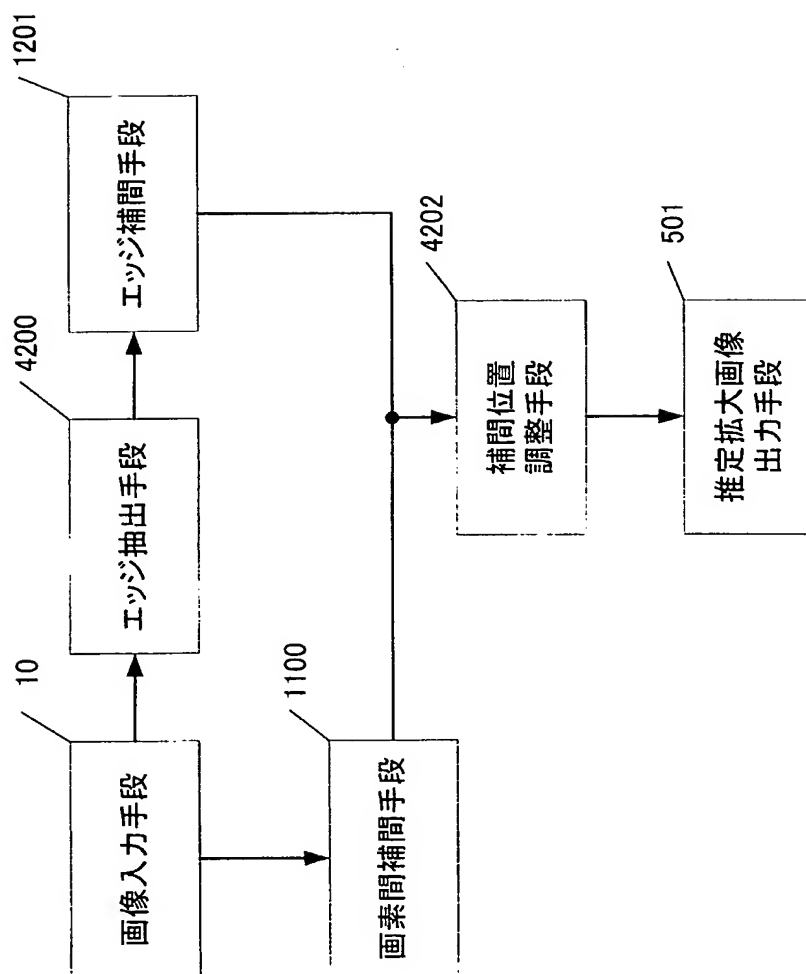 10
画像入力手段
4200
エッジ抽出手段
1201
エッジ補間手段
1100
画素間補間手段
4202
補間位置
調整手段
501
推定拡大画像
出力手段